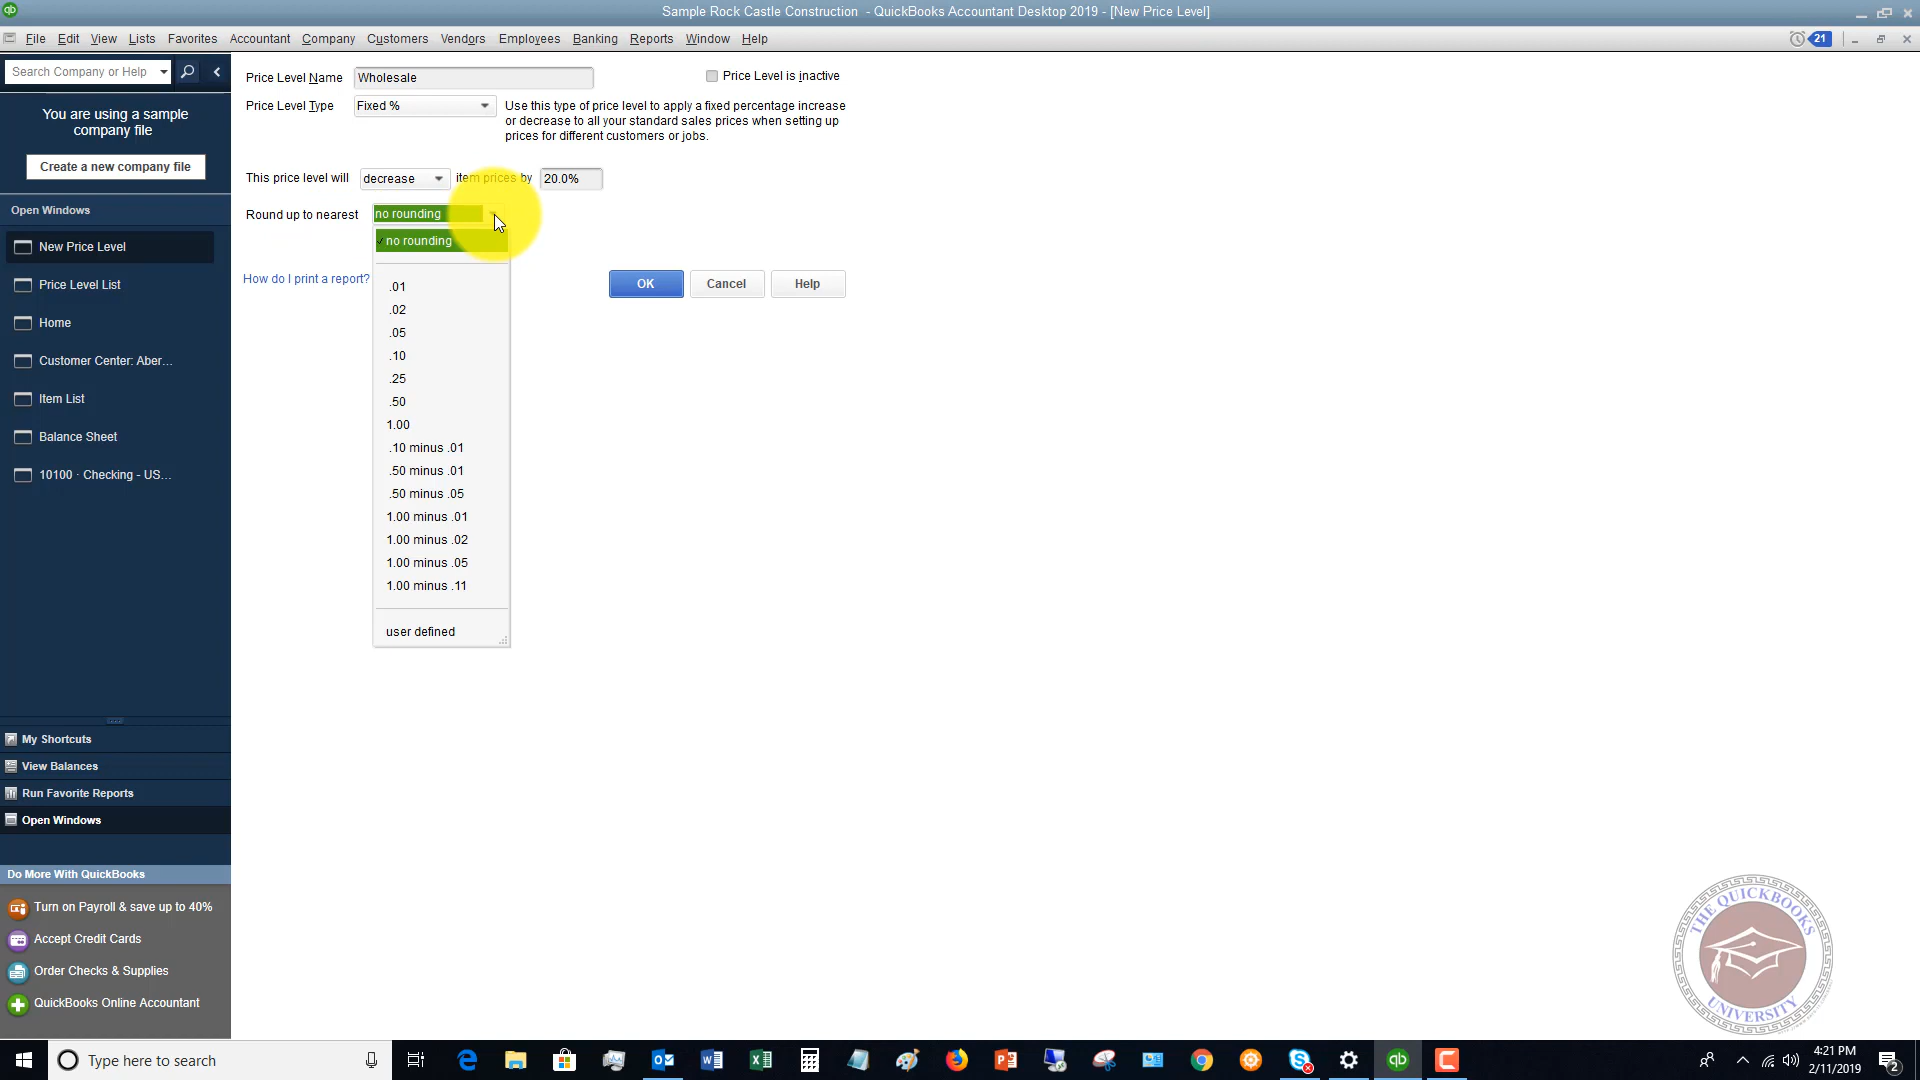 Sample Rock Castle Construction - QuickBooks Accountant Desktop 2019 - [New Price Level]
File Edit View Lists Favorites Accountant Company Customers Vendors Employees Banking Reports Window Help
21
Search Company or Help
You are using a sample
company file
Create a new company file
Open Windows
New Price Level
Price Level List
Home
Customer Center: Aber...
Item List
Balance Sheet
10100 · Checking - US...
My Shortcuts
View Balances
Run Favorite Reports
Open Windows
Do More With QuickBooks
Turn on Payroll & save up to 40%
Accept Credit Cards
Order Checks & Supplies
QuickBooks Online Accountant
Price Level Name Wholesale
Price Level is inactive
Price Level Type Fixed %
Use this type of price level to apply a fixed percentage increase
or decrease to all your standard sales prices when setting up
prices for different customers or jobs.
This price level will decrease item prices by 20.0%
Round up to nearest no rounding
no rounding
.01
.02
.05
.10
.25
.50
1.00
.10 minus .01
.50 minus .01
.50 minus .05
1.00 minus .01
1.00 minus .02
1.00 minus .05
1.00 minus .11
user defined
How do I print a report?
OK Cancel Help
THE QUICKBOOKS
UNIVERSITY
Type here to search
4:21 PM
2/11/2019
2